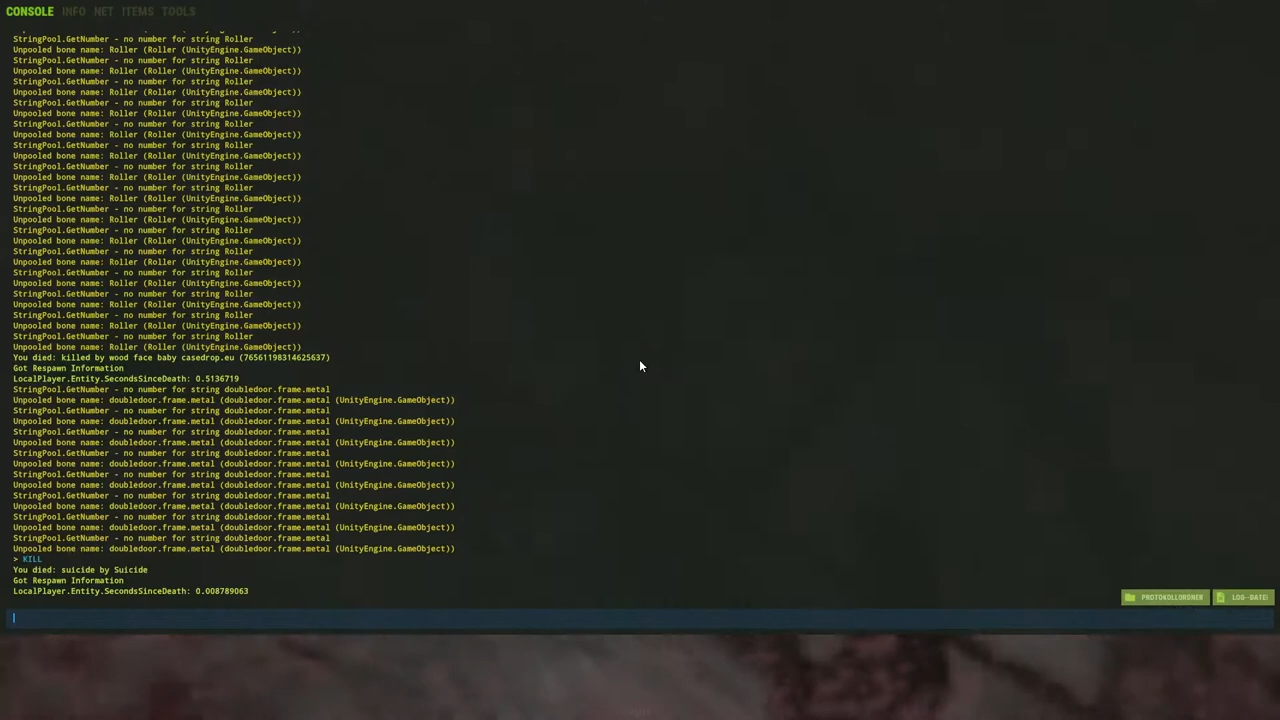 CONSOLE INFO NET ITEMS TOOLS
StringPool.GetNumber - no number for string Roller
Unpooled bone name: Roller (Roller (UnityEngine.GameObject))
StringPool.GetNumber - no number for string Roller
Unpooled bone name: Roller (Roller (UnityEngine.GameObject))
StringPool.GetNumber - no number for string Roller
Unpooled bone name: Roller (Roller (UnityEngine.GameObject))
StringPool.GetNumber - no number for string Roller
Unpooled bone name: Roller (Roller (UnityEngine.GameObject))
StringPool.GetNumber - no number for string Roller
Unpooled bone name: Roller (Roller (UnityEngine.GameObject))
StringPool.GetNumber - no number for string Roller
Unpooled bone name: Roller (Roller (UnityEngine.GameObject))
StringPool.GetNumber - no number for string Roller
Unpooled bone name: Roller (Roller (UnityEngine.GameObject))
StringPool.GetNumber - no number for string Roller
Unpooled bone name: Roller (Roller (UnityEngine.GameObject))
StringPool.GetNumber - no number for string Roller
Unpooled bone name: Roller (Roller (UnityEngine.GameObject))
StringPool.GetNumber - no number for string Roller
Unpooled bone name: Roller (Roller (UnityEngine.GameObject))
StringPool.GetNumber - no number for string Roller
Unpooled bone name: Roller (Roller (UnityEngine.GameObject))
StringPool.GetNumber - no number for string Roller
Unpooled bone name: Roller (Roller (UnityEngine.GameObject))
StringPool.GetNumber - no number for string Roller
Unpooled bone name: Roller (Roller (UnityEngine.GameObject))
StringPool.GetNumber - no number for string Roller
Unpooled bone name: Roller (Roller (UnityEngine.GameObject))
StringPool.GetNumber - no number for string Roller
Unpooled bone name: Roller (Roller (UnityEngine.GameObject))
You died: killed by wood face baby casedrop.eu (76561198314625637)
Got Respawn Information
LocalPlayer.Entity.SecondsSinceDeath: 0.5136719
StringPool.GetNumber - no number for string doubledoor.frame.metal
Unpooled bone name: doubledoor.frame.metal (doubledoor.frame.metal (UnityEngine.GameObject))
StringPool.GetNumber - no number for string doubledoor.frame.metal
Unpooled bone name: doubledoor.frame.metal (doubledoor.frame.metal (UnityEngine.GameObject))
StringPool.GetNumber - no number for string doubledoor.frame.metal
Unpooled bone name: doubledoor.frame.metal (doubledoor.frame.metal (UnityEngine.GameObject))
StringPool.GetNumber - no number for string doubledoor.frame.metal
Unpooled bone name: doubledoor.frame.metal (doubledoor.frame.metal (UnityEngine.GameObject))
StringPool.GetNumber - no number for string doubledoor.frame.metal
Unpooled bone name: doubledoor.frame.metal (doubledoor.frame.metal (UnityEngine.GameObject))
StringPool.GetNumber - no number for string doubledoor.frame.metal
Unpooled bone name: doubledoor.frame.metal (doubledoor.frame.metal (UnityEngine.GameObject))
StringPool.GetNumber - no number for string doubledoor.frame.metal
Unpooled bone name: doubledoor.frame.metal (doubledoor.frame.metal (UnityEngine.GameObject))
StringPool.GetNumber - no number for string doubledoor.frame.metal
Unpooled bone name: doubledoor.frame.metal (doubledoor.frame.metal (UnityEngine.GameObject))
> KILL
You died: suicide by Suicide
Got Respawn Information
LocalPlayer.Entity.SecondsSinceDeath: 0.008789063
PROTOKOLLORDNER LOG-DATEI